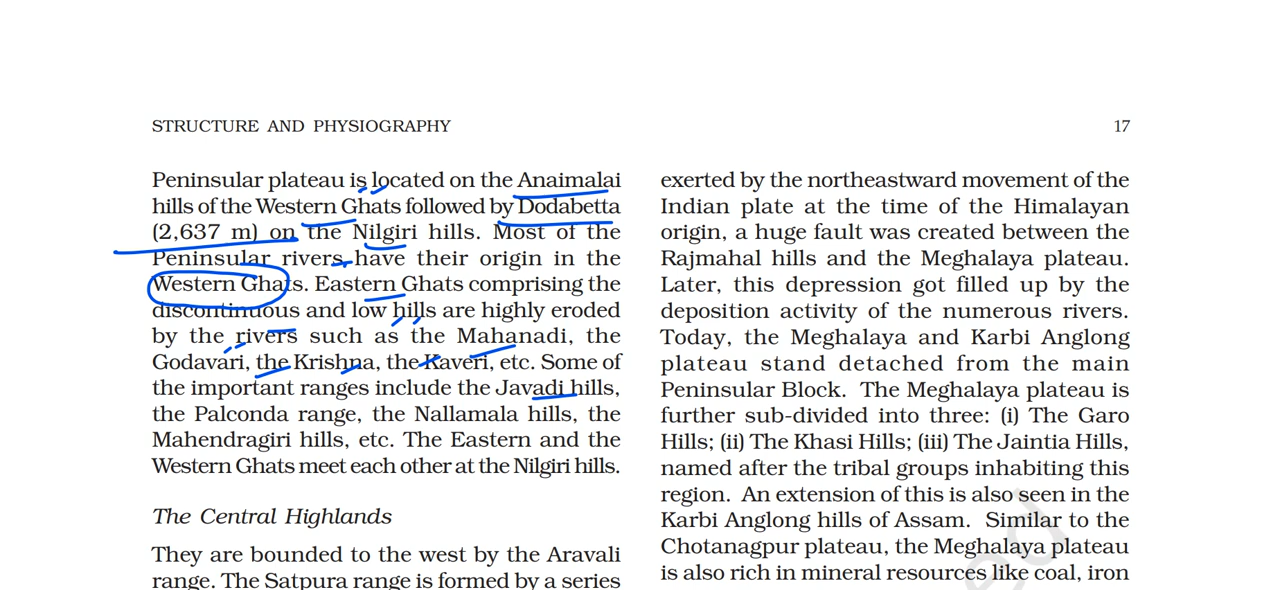 STRUCTURE AND PHYSIOGRAPHY
17
Peninsular plateau is located on the Anaimalai
hills of the Western Ghats followed by Dodabetta
(2,637 m) on the Nilgiri hills. Most of the
Peninsular rivers have their origin in the
Western Ghats. Eastern Ghats comprising the
discontinuous and low hills are highly eroded
by the rivers such as the Mahanadi, the
Godavari, the Krishna, the Kaveri, etc. Some of
the important ranges include the Javadi hills,
the Palconda range, the Nallamala hills, the
Mahendragiri hills, etc. The Eastern and the
Western Ghats meet each other at the Nilgiri hills.
The Central Highlands
They are bounded to the west by the Aravali
range. The Satpura range is formed by a series
exerted by the northeastward movement of the
Indian plate at the time of the Himalayan
origin, a huge fault was created between the
Rajmahal hills and the Meghalaya plateau.
Later, this depression got filled up by the
deposition activity of the numerous rivers.
Today, the Meghalaya and Karbi Anglong
plateau stand detached from the main
Peninsular Block. The Meghalaya plateau is
further sub-divided into three: (i) The Garo
Hills; (ii) The Khasi Hills; (iii) The Jaintia Hills,
named after the tribal groups inhabiting this
region. An extension of this is also seen in the
Karbi Anglong hills of Assam. Similar to the
Chotanagpur plateau, the Meghalaya plateau
is also rich in mineral resources like coal, iron